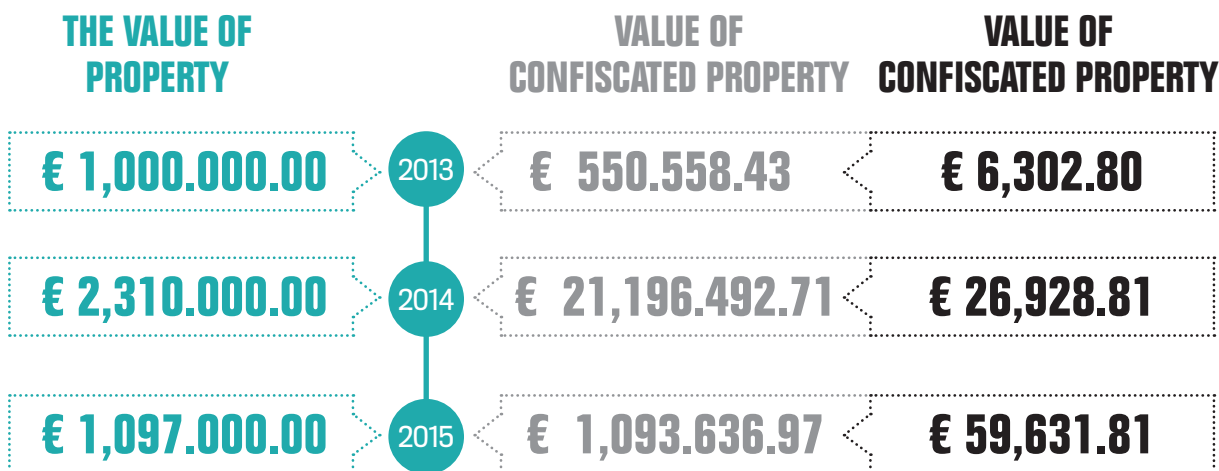 THE VALUE OF
PROPERTY
VALUE OF
CONFISCATED PROPERTY
VALUE OF
CONFISCATED PROPERTY
€ 1,000.000.00
2013
€ 550.558.43
€ 6,302.80
€ 2,310.000.00
2014
€ 21,196.492.71
€ 26,928.81
€ 1,097.000.00
2015
€ 1,093.636.97
€ 59,631.81